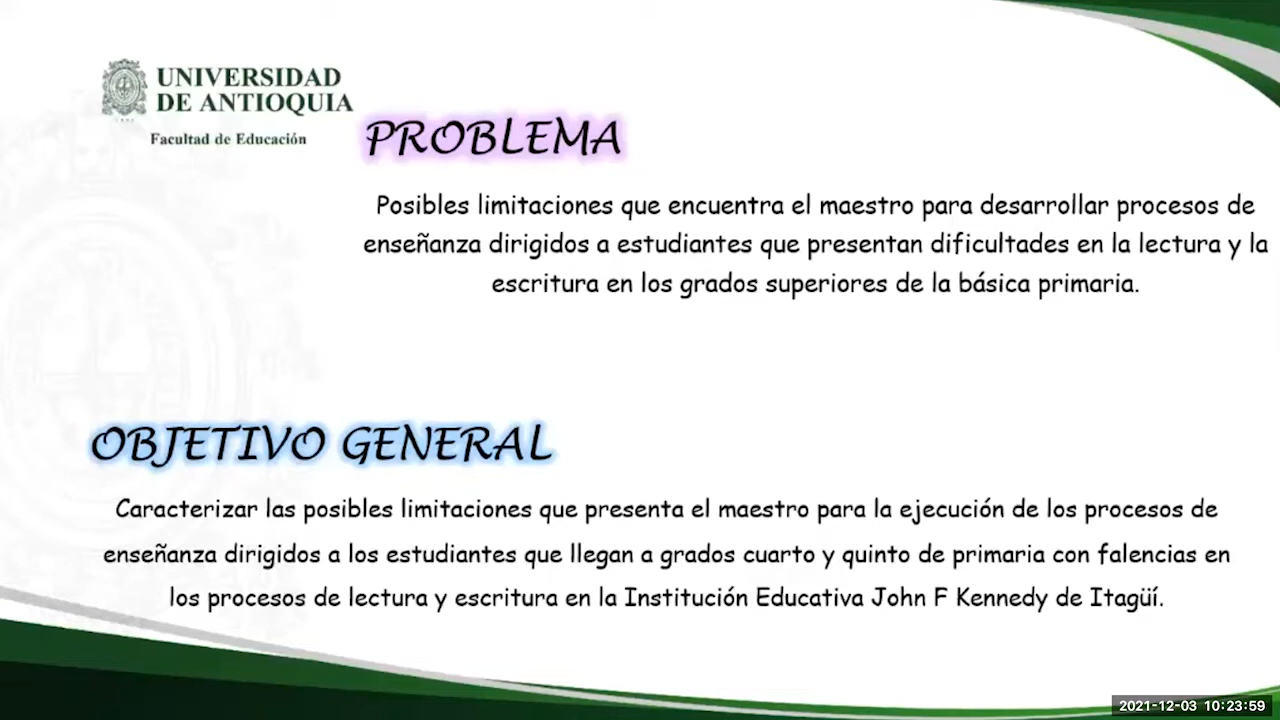 UNIVERSIDAD
DE ANTIOQUIA
Facultad de Educación
PROBLEMA
Posibles limitaciones que encuentra el maestro para desarrollar procesos de
enseñanza dirigidos a estudiantes que presentan dificultades en la lectura y la
escritura en los grados superiores de la básica primaria.
OBJETIVO GENERAL
Caracterizar las posibles limitaciones que presenta el maestro para la ejecución de los procesos de
enseñanza dirigidos a los estudiantes que llegan a grados cuarto y quinto de primaria con falencias en
los procesos de lectura y escritura en la Institución Educativa John F Kennedy de Itagüí.
2021-12-03 10:23:59